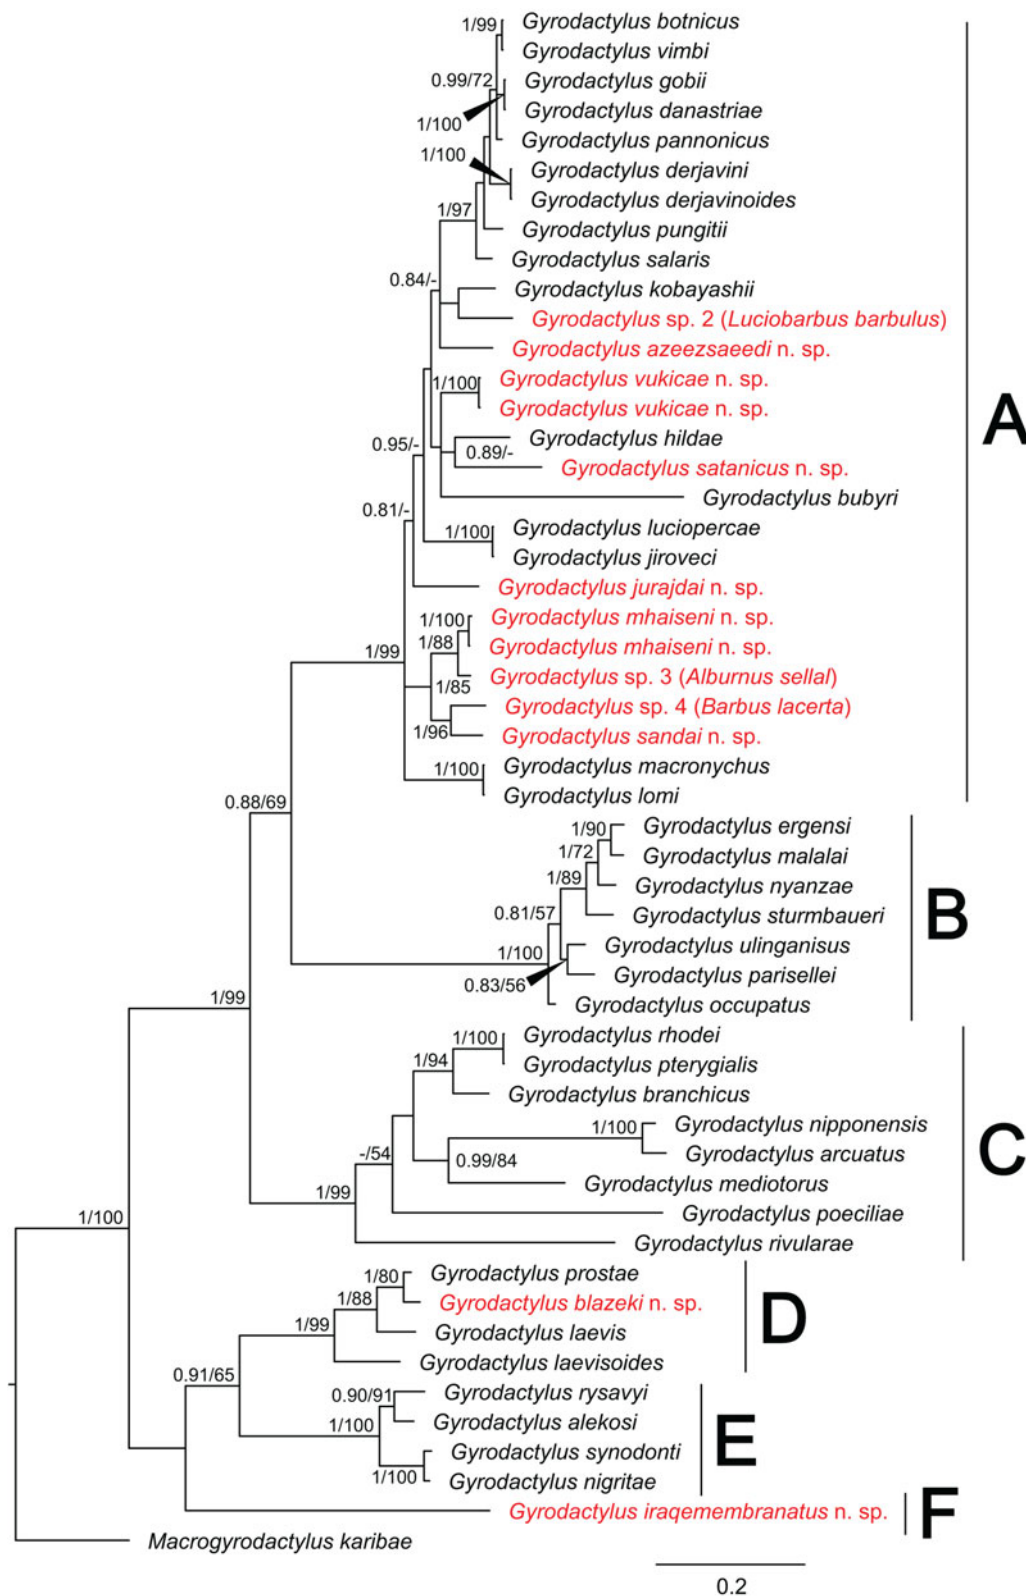 Gyrodactylus botnicus
1/99
Gyrodactylus vimbi
0.99/72
Gyrodactylus gobii
Gyrodactylus danastriae
1/100
Gyrodactylus pannonicus
1/100
Gyrodactylus derjavini
Gyrodactylus derjavinoides
1/97
Gyrodactylus pungitii
Gyrodactylus salaris
0.84/-
Gyrodactylus kobayashii
Gyrodactylus sp. 2 (Luciobarbus barbulus)
Gyrodactylus azeezsaeedi n. sp.
1/100
Gyrodactylus vukicae n. sp.
Gyrodactylus vukicae n. sp.
A
0.95/-
Gyrodactylus hildae
0.89/-
Gyrodactylus satanicus n. sp.
Gyrodactylus bubyri
0.81/-
Gyrodactylus luciopercae
1/100
Gyrodactylus jiroveci
Gyrodactylus jurajdai n. sp.
1/100
Gyrodactylus mhaiseni n. sp.
1/88
Gyrodactylus mhaiseni n. sp.
1/99
Gyrodactylus sp. 3 (Alburnus sellal)
1/85
Gyrodactylus sp. 4 (Barbus lacerta)
1/96
Gyrodactylus sandai n. sp.
1/100
Gyrodactylus macronychus
Gyrodactylus lomi
0.88/69
1/90
Gyrodactylus ergensi
1/72
Gyrodactylus malalai
1/89
Gyrodactylus nyanzae
B
0.81/57
Gyrodactylus sturmbaueri
1/100
Gyrodactylus ulinganisus
0.83/56
Gyrodactylus parisellei
Gyrodactylus occupatus
1/99
1/100
Gyrodactylus rhodei
1/94
Gyrodactylus pterygialis
Gyrodactylus branchicus
1/100
Gyrodactylus nipponensis
-/54
0.99/84
Gyrodactylus arcuatus
C
Gyrodactylus mediotorus
1/99
Gyrodactylus poeciliae
1/100
Gyrodactylus rivularae
1/80
Gyrodactylus prostae
1/88
Gyrodactylus blazeki n. sp.
D
1/99
Gyrodactylus laevis
Gyrodactylus laevisoides
0.91/65
0.90/91
Gyrodactylus rysavyi
1/100
Gyrodactylus alekosi
E
Gyrodactylus synodonti
1/100
Gyrodactylus nigritae
Gyrodactylus iraqemembranatus n. sp.
F
Macrogyrodactylus karibae
0.2